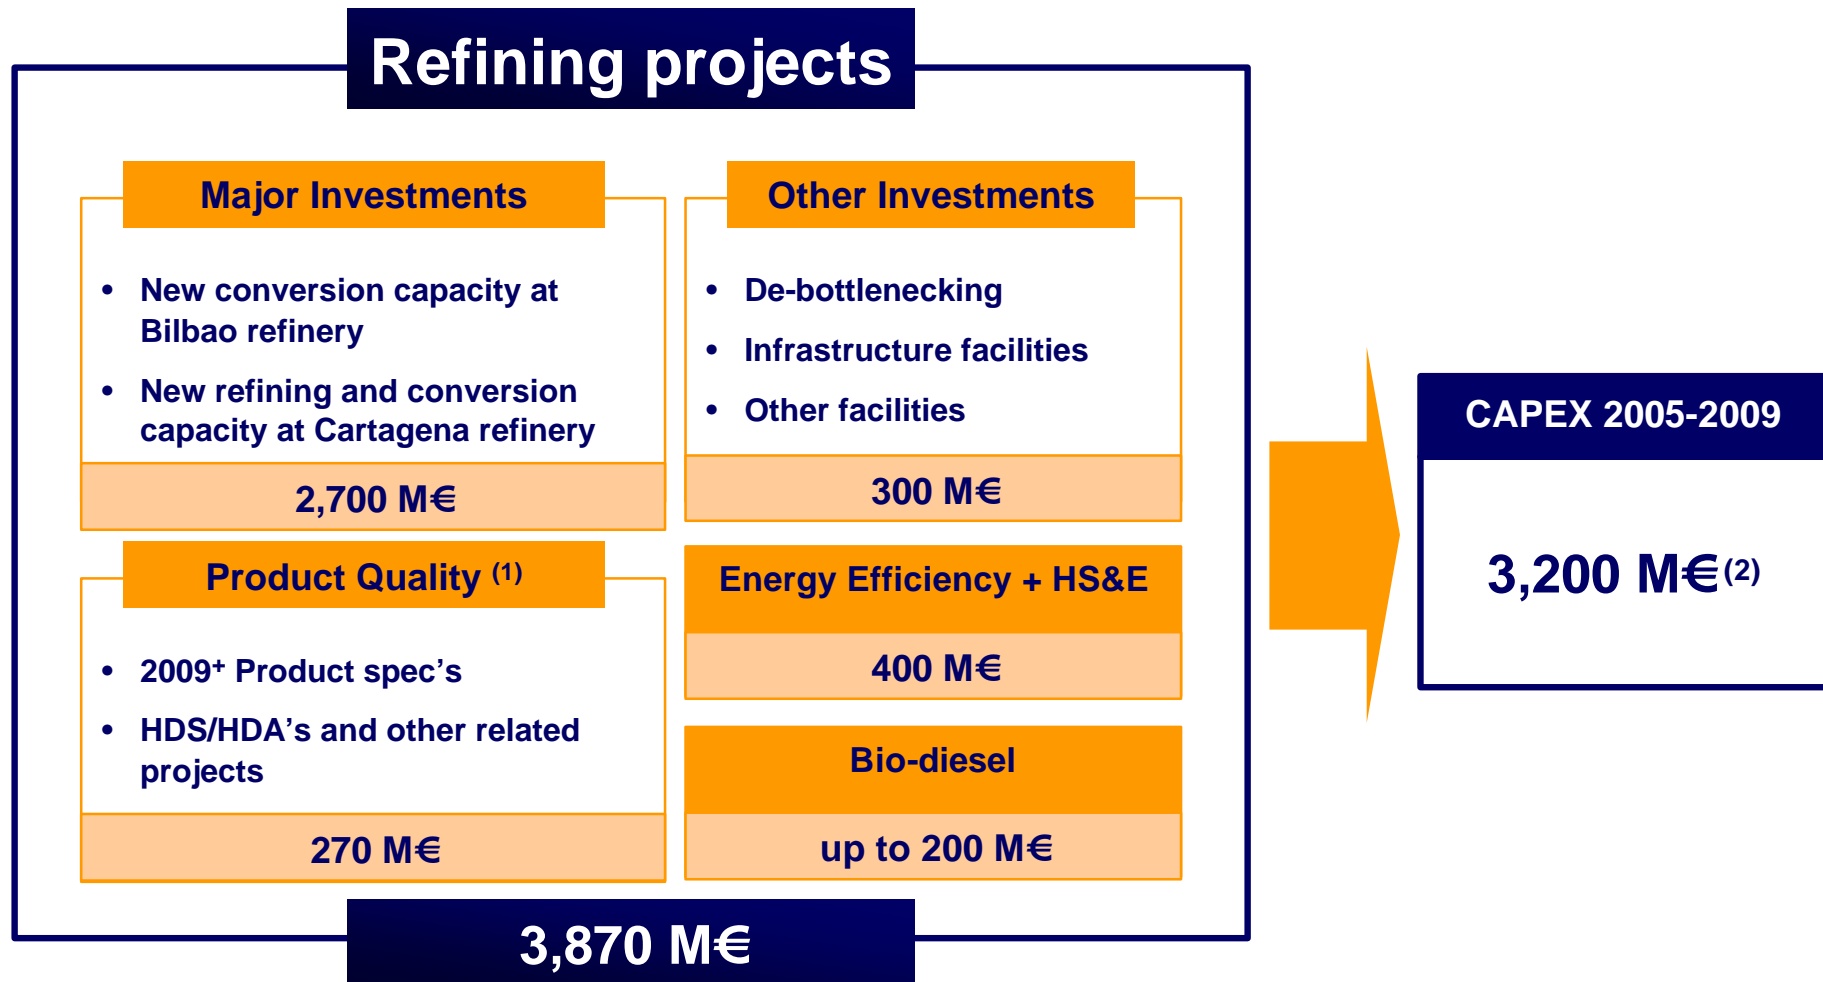 Refining projects
Major Investments
• New conversion capacity at
Bilbao refinery
• New refining and conversion
capacity at Cartagena refinery
2,700 M€
Other Investments
• De-bottlenecking
• Infrastructure facilities
• Other facilities
300 M€
Product Quality (1)
• 2009+ Product spec's
• HDS/HDA's and other related
projects
270 M€
Energy Efficiency + HS&E
400 M€
Bio-diesel
up to 200 M€
3,870 M€
CAPEX 2005-2009
3,200 M€(2)